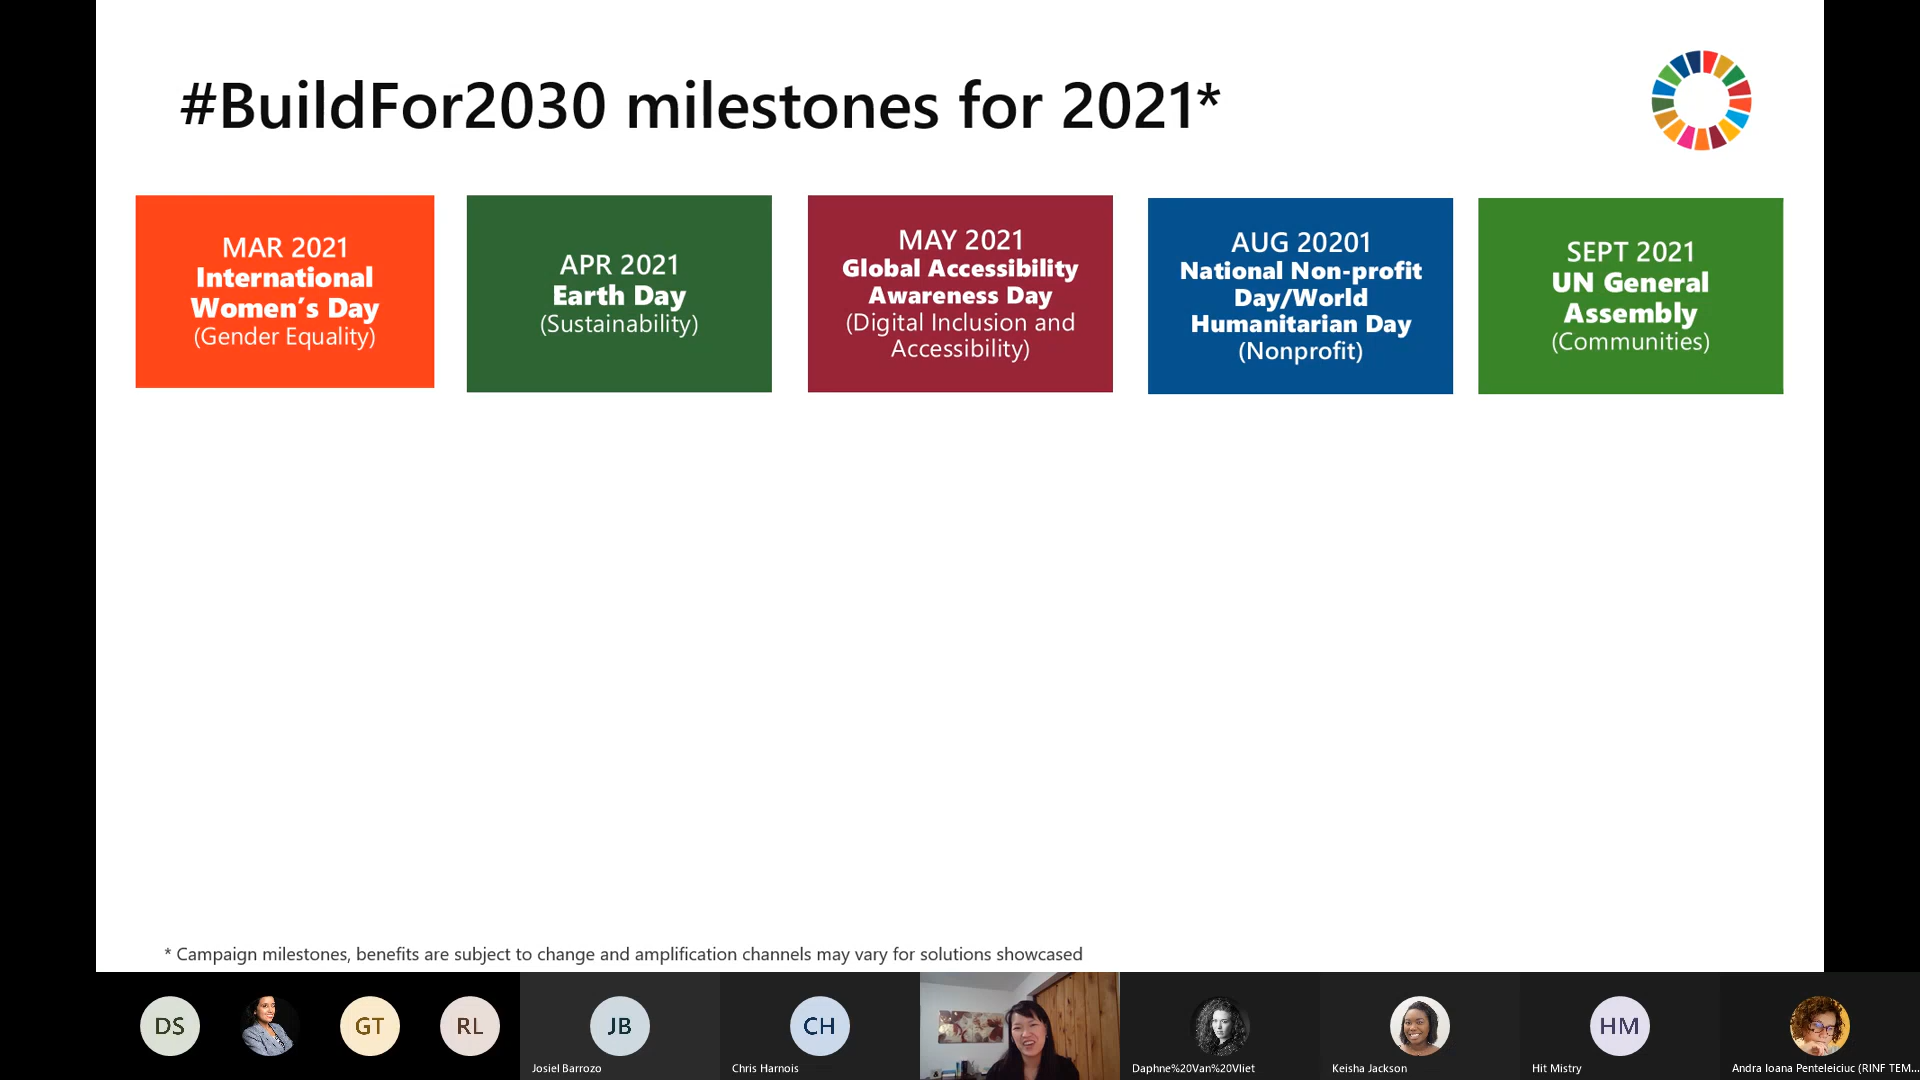 #BuildFor2030 milestones for 2021*
MAR 2021
International
Women’s Day
(Gender Equality)
APR 2021
Earth Day
(Sustainability)
MAY 2021
Global Accessibility
Awareness Day
(Digital Inclusion and
Accessibility)
AUG 20201
National Non-profit
Day/World
Humanitarian Day
(Nonprofit)
SEPT 2021
UN General
Assembly
(Communities)
* Campaign milestones, benefits are subject to change and amplification channels may vary for solutions showcased
DS
GT
RL
JB
Josiel Barrozo
CH
Chris Harnois
Daphne%20Van%20Vliet
Keisha Jackson
HM
Hit Mistry
Andra Ioana Penteleiciuc (RINF TEM...